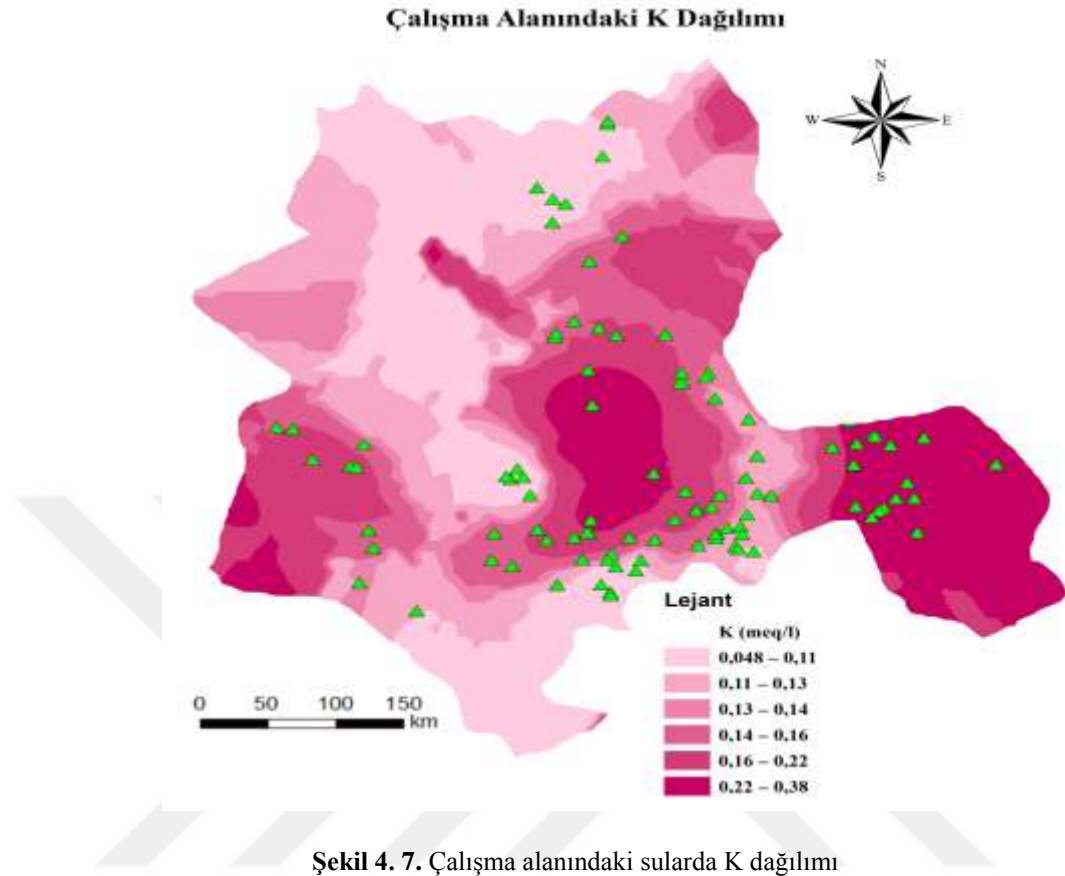 Çalışma Alanındaki K Dağılımı
N
W E
S
Lejant
K (meq/l)
0,048 – 0,11
0,11 – 0,13
0,13 – 0,14
0,14 – 0,16
0,16 – 0,22
0,22 – 0,38
0 50 100 150
km
Şekil 4. 7. Çalışma alanındaki sularda K dağılımı